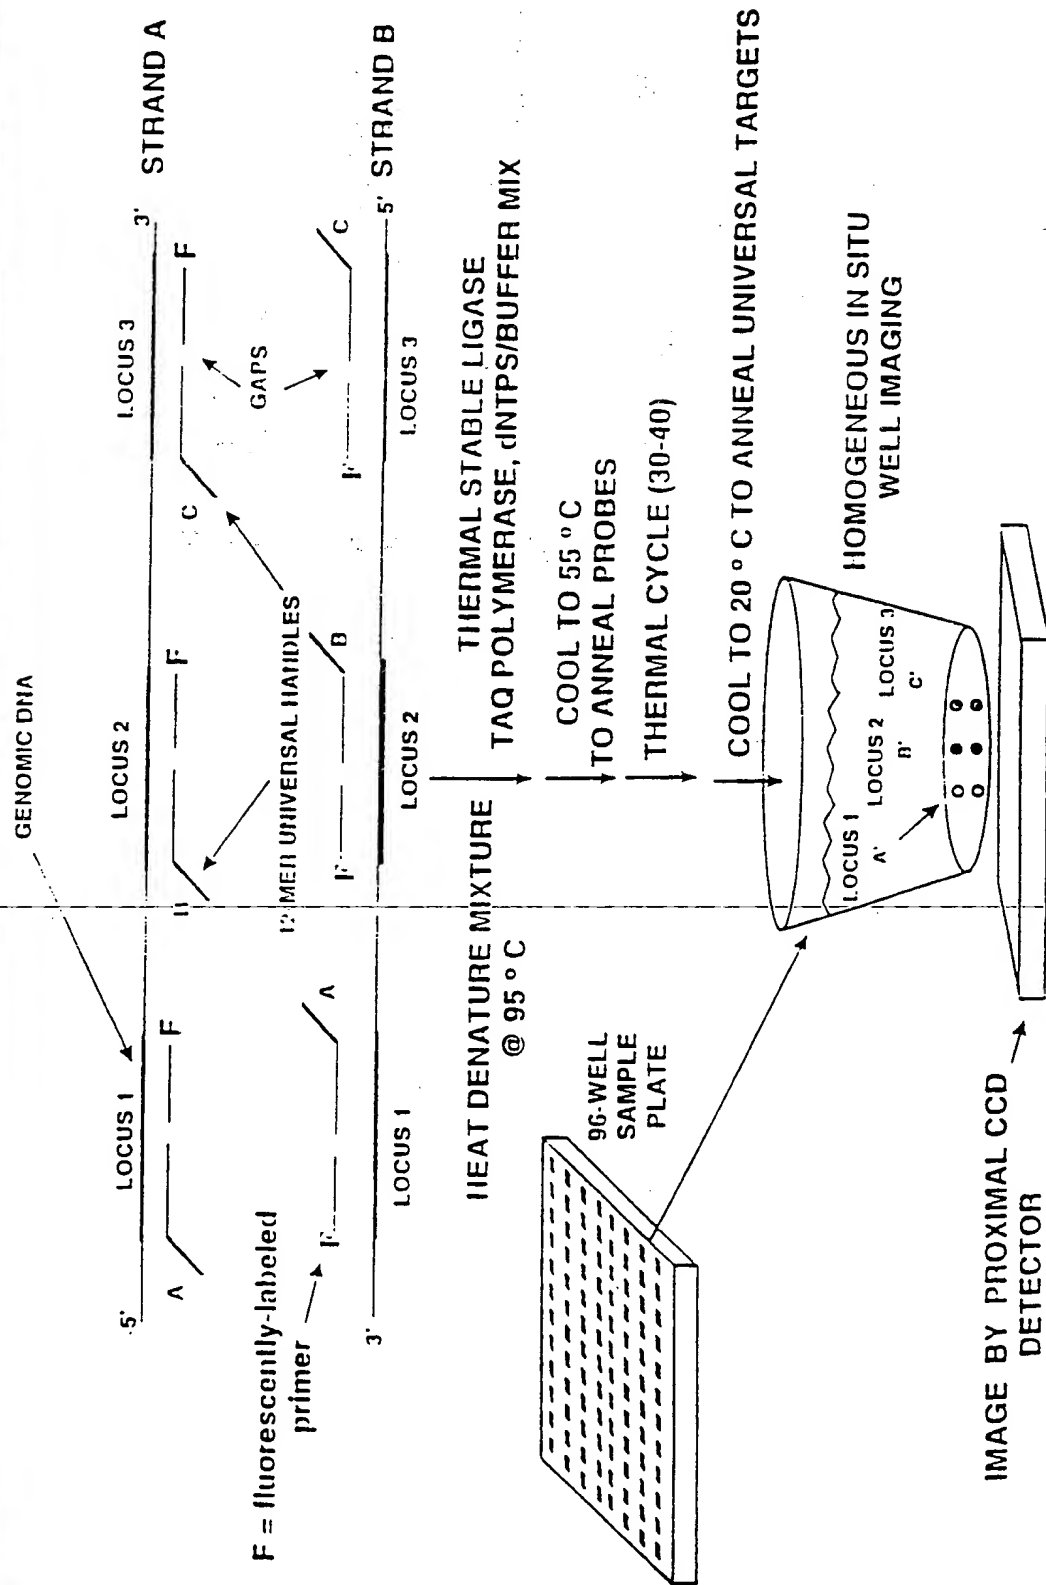 GENOMIC DNA
5'
LOCUS 1
LOCUS 2
LOCUS 3
3'
STRAND A
A
F
F
C
F
GAPS
12 MER UNIVERSAL HANDLES
F = fluorescently-labeled
primer
F
A
F
B
F
C
3'
LOCUS 1
LOCUS 2
LOCUS 3
5'
STRAND B
HEAT DENATURE MIXTURE
@ 95 °C
THERMAL STABLE LIGASE
TAQ POLYMERASE, dNTPS/BUFFER MIX
COOL TO 55 °C
TO ANNEAL PROBES
THERMAL CYCLE (30-40)
COOL TO 20 °C TO ANNEAL UNIVERSAL TARGETS
96-WELL
SAMPLE
PLATE
LOCUS 1
A'
LOCUS 2
B'
LOCUS 3
C'
HOMOGENEOUS IN SITU
WELL IMAGING
IMAGE BY PROXIMAL CCD
DETECTOR